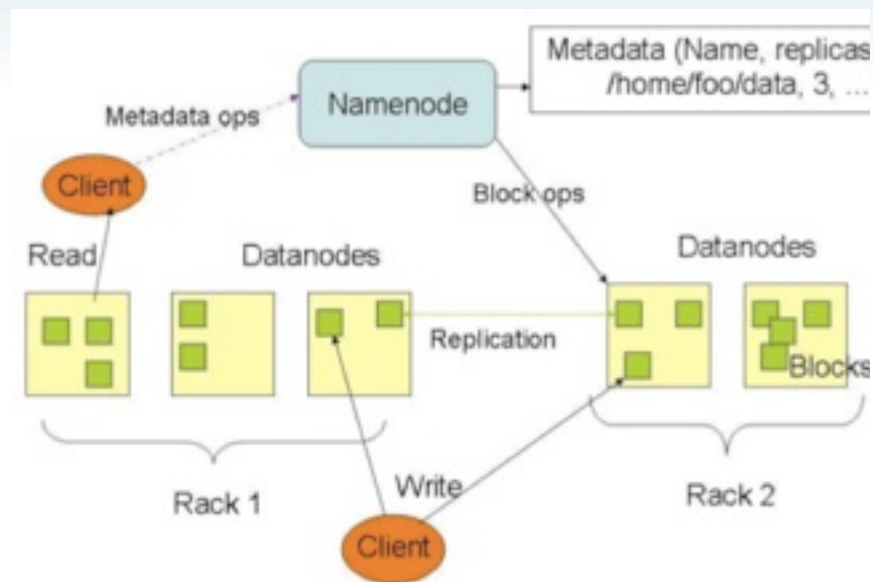 Metadata (Name, replicas
/home/foo/data, 3, ...
Namenode
Metadata ops
Client
Block ops
Read
Datanodes
Datanodes
Replication
Blocks
Rack 1
Write
Rack 2
Client